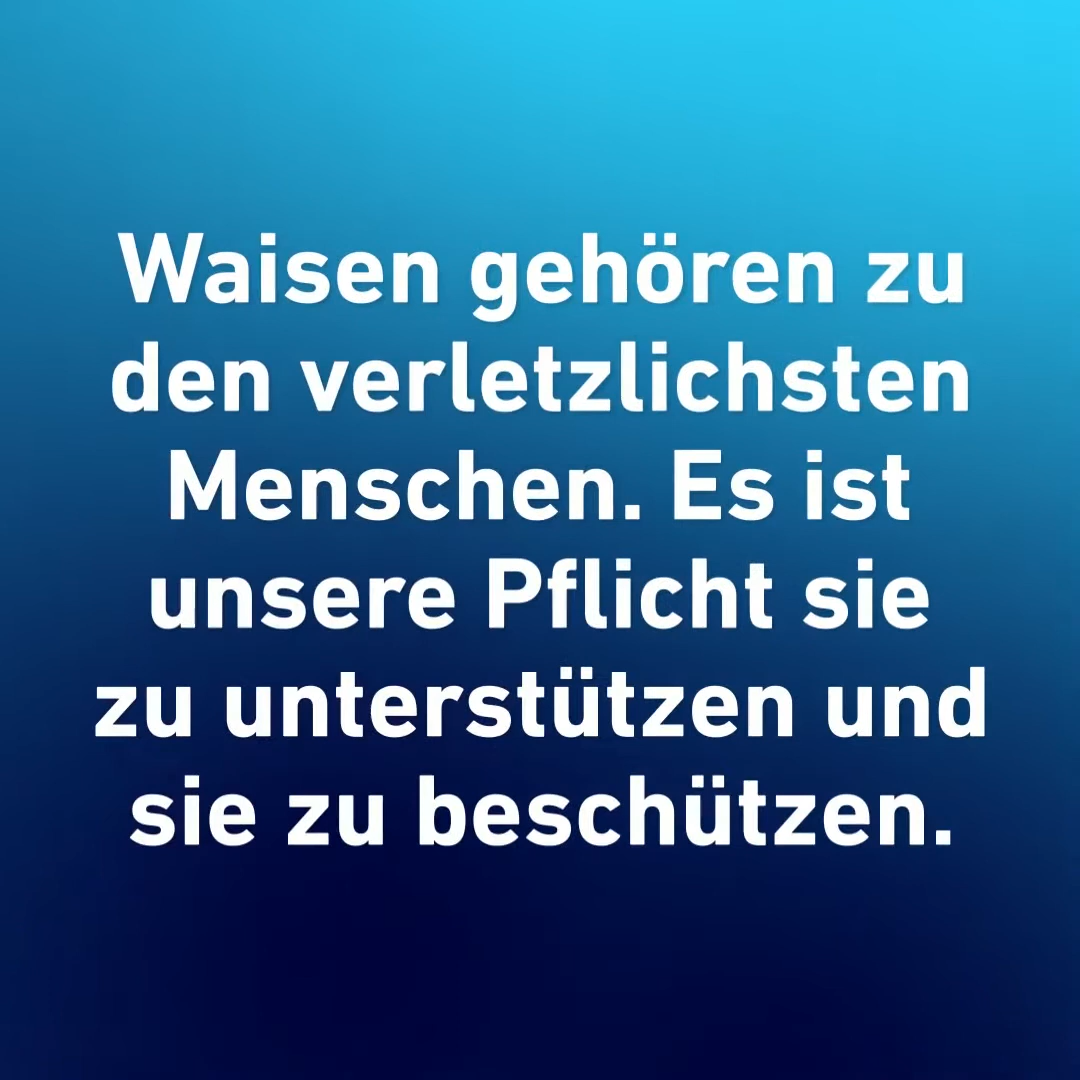 Waisen gehören zu
den verletzlichsten
Menschen. Es ist
unsere Pflicht sie
zu unterstützen und
sie zu beschützen.